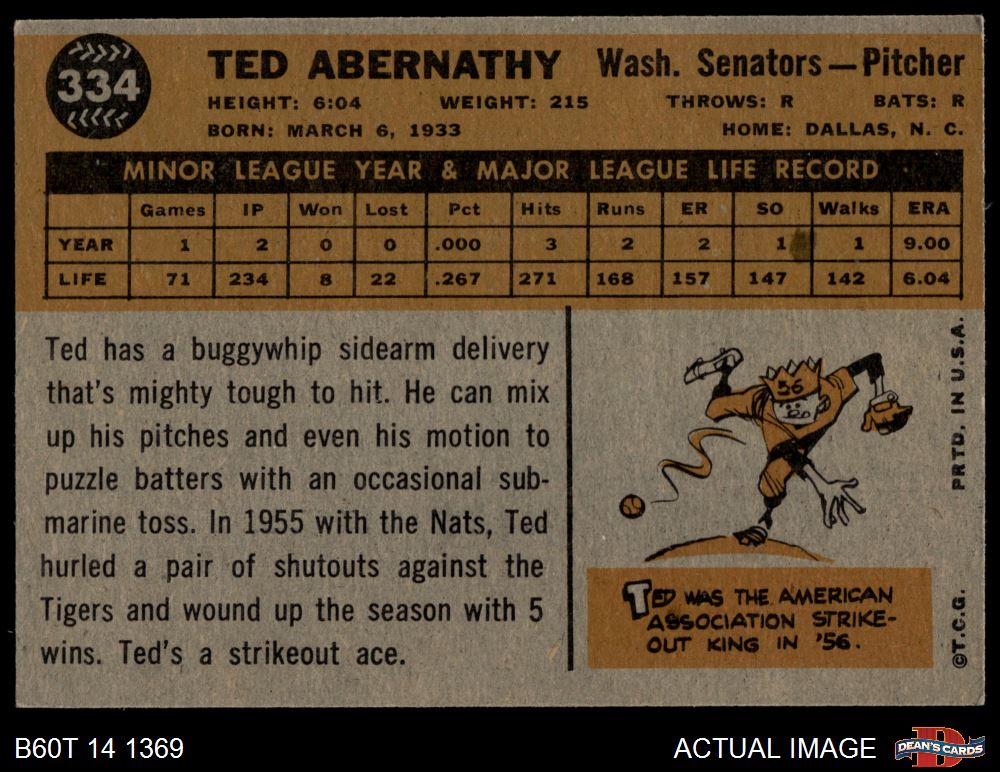 334
TED ABERNATHY Wash. Senators—Pitcher
HEIGHT: 6:04 WEIGHT: 215 THROWS: R BATS: R
BORN: MARCH 6, 1933 HOME: DALLAS, N. C.
MINOR LEAGUE YEAR & MAJOR LEAGUE LIFE RECORD
Games IP Won Lost Pct Hits Runs ER SO Walks ERA
YEAR 1 2 0 0 .000 3 2 2 1 1 9.00
LIFE 71 234 8 22 .267 271 168 157 147 142 6.04
Ted has a buggywhip sidearm delivery
that's mighty tough to hit. He can mix
up his pitches and even his motion to
puzzle batters with an occasional sub-
marine toss. In 1955 with the Nats, Ted
hurled a pair of shutouts against the
Tigers and wound up the season with 5
wins. Ted's a strikeout ace.
56
TED WAS THE AMERICAN
ASSOCIATION STRIKE-
OUT KING IN '56.
PRTD. IN U.S.A.
©T.C.G.
B60T 14 1369
ACTUAL IMAGE
DEAN'S CARDS